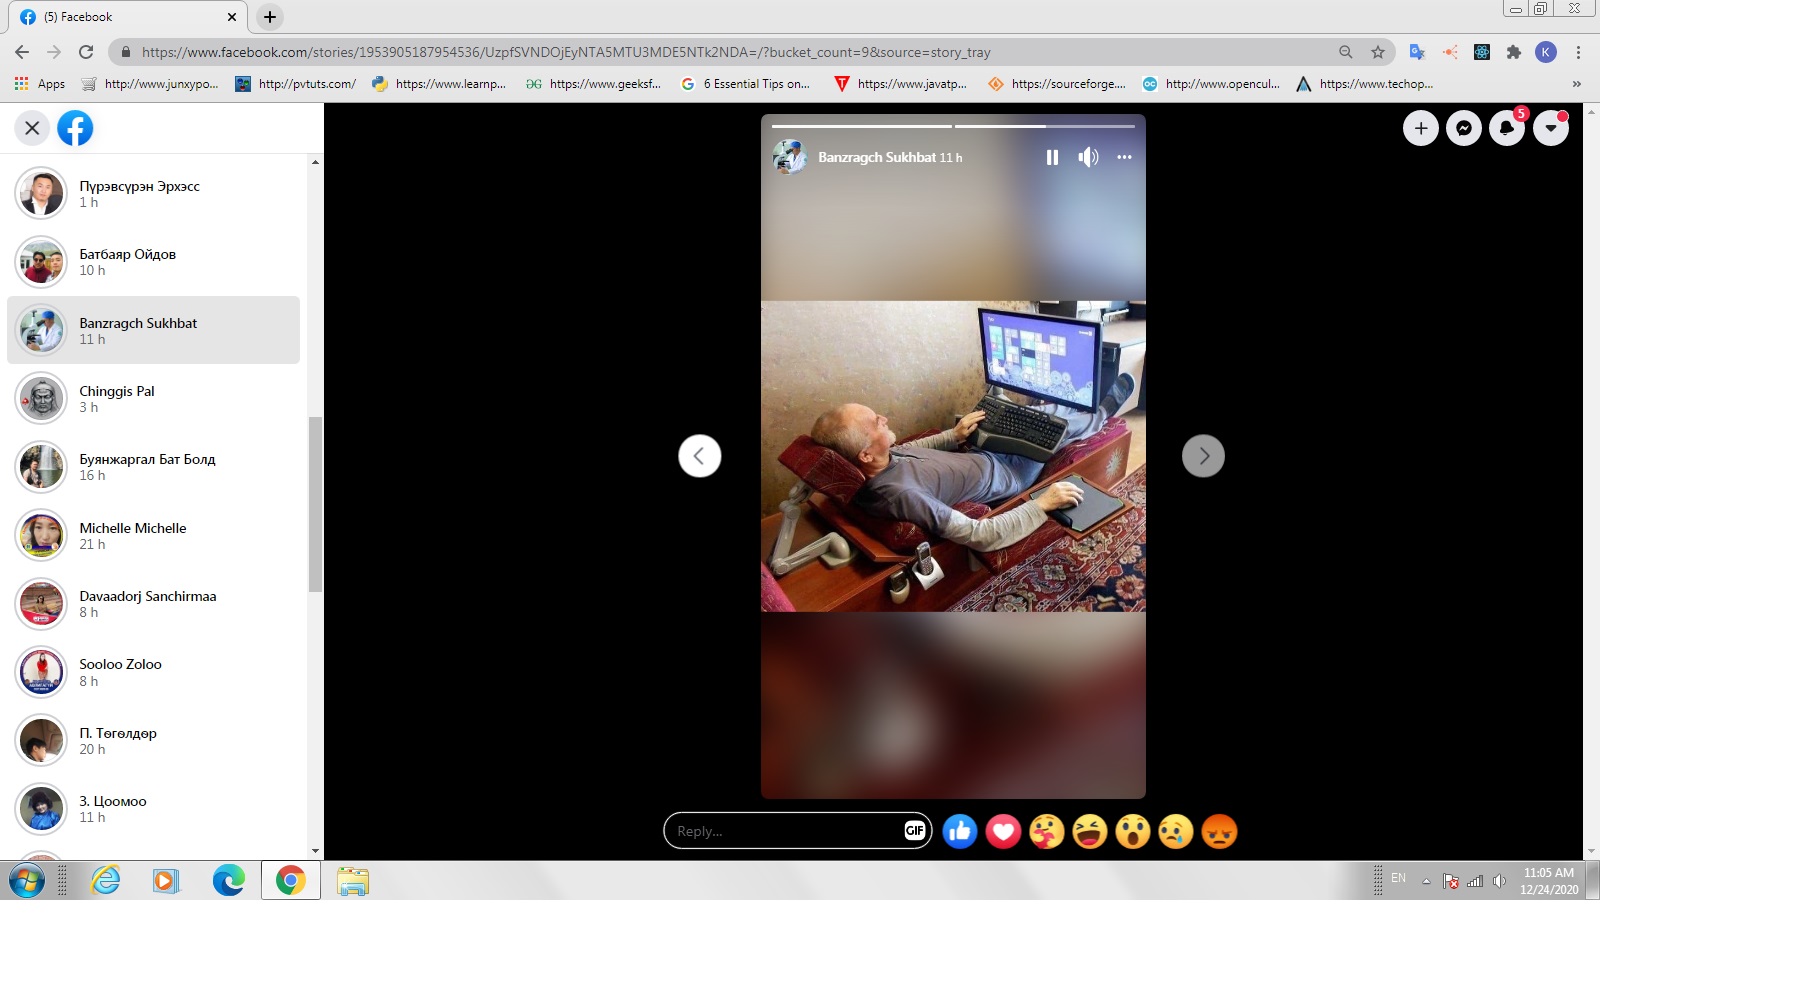 (5) Facebook
https://www.facebook.com/stories/1953905187954536/UzpfSVNDOjEyNTA5MTU3MDE5NTk2NDA=/?bucket_count=9&source=story_tray
K
Apps http://www.junxypo... http://pvtuts.com/ https://www.learnp... https://www.geeksf... 6 Essential Tips on... https://www.javatp... https://sourceforge.... http://www.opencul... https://www.techop... »
5
Banzragch Sukhbat 11 h
Пүрэвсүрэн Эрхэсс
1 h
Батбаяр Ойдов
10 h
Banzragch Sukhbat
11 h
Chinggis Pal
3 h
Буянжаргал Бат Болд
16 h
Michelle Michelle
21 h
Davaadorj Sanchirmaa
8 h
Sooloo Zoloo
8 h
П. Төгөлдөр
20 h
З. Цоомоо
11 h
Reply...
GIF
EN
11:05 AM
12/24/2020